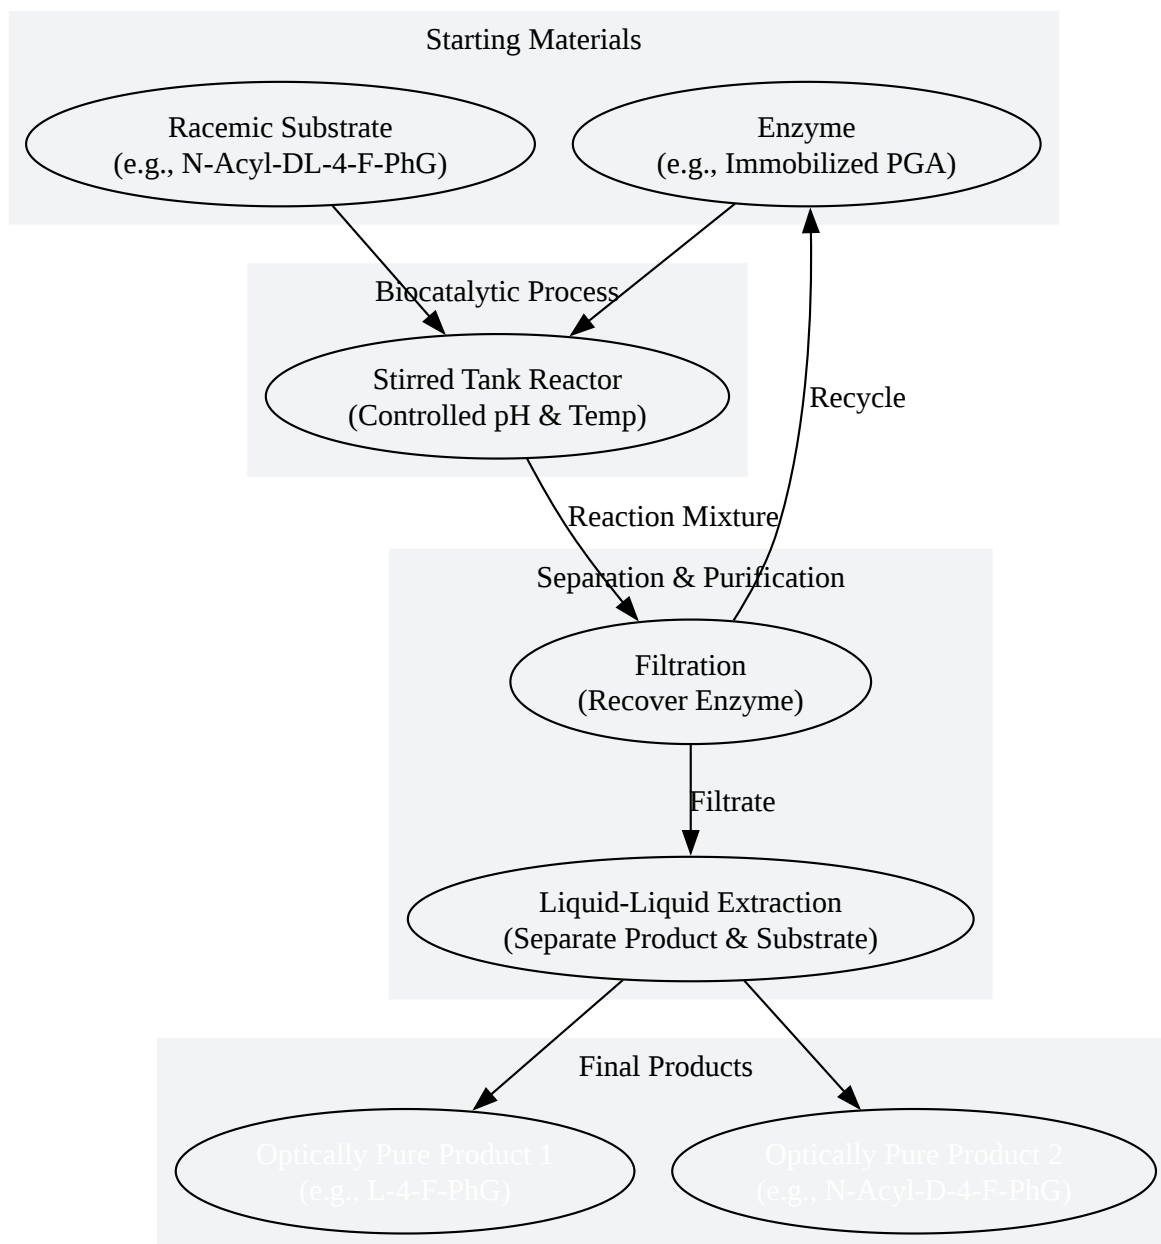 Starting Materials
Racemic Substrate
(e.g., N-Acyl-DL-4-F-PhG)
Enzyme
(e.g., Immobilized PGA)
Biocatalytic Process
Stirred Tank Reactor
(Controlled pH & Temp)
Recycle
Reaction Mixture
Separation & Purification
Filtration
(Recover Enzyme)
Filtrate
Liquid-Liquid Extraction
(Separate Product & Substrate)
Final Products
Optically Pure Product 1
(e.g., L-4-F-PhG)
Optically Pure Product 2
(e.g., N-Acyl-D-4-F-PhG)